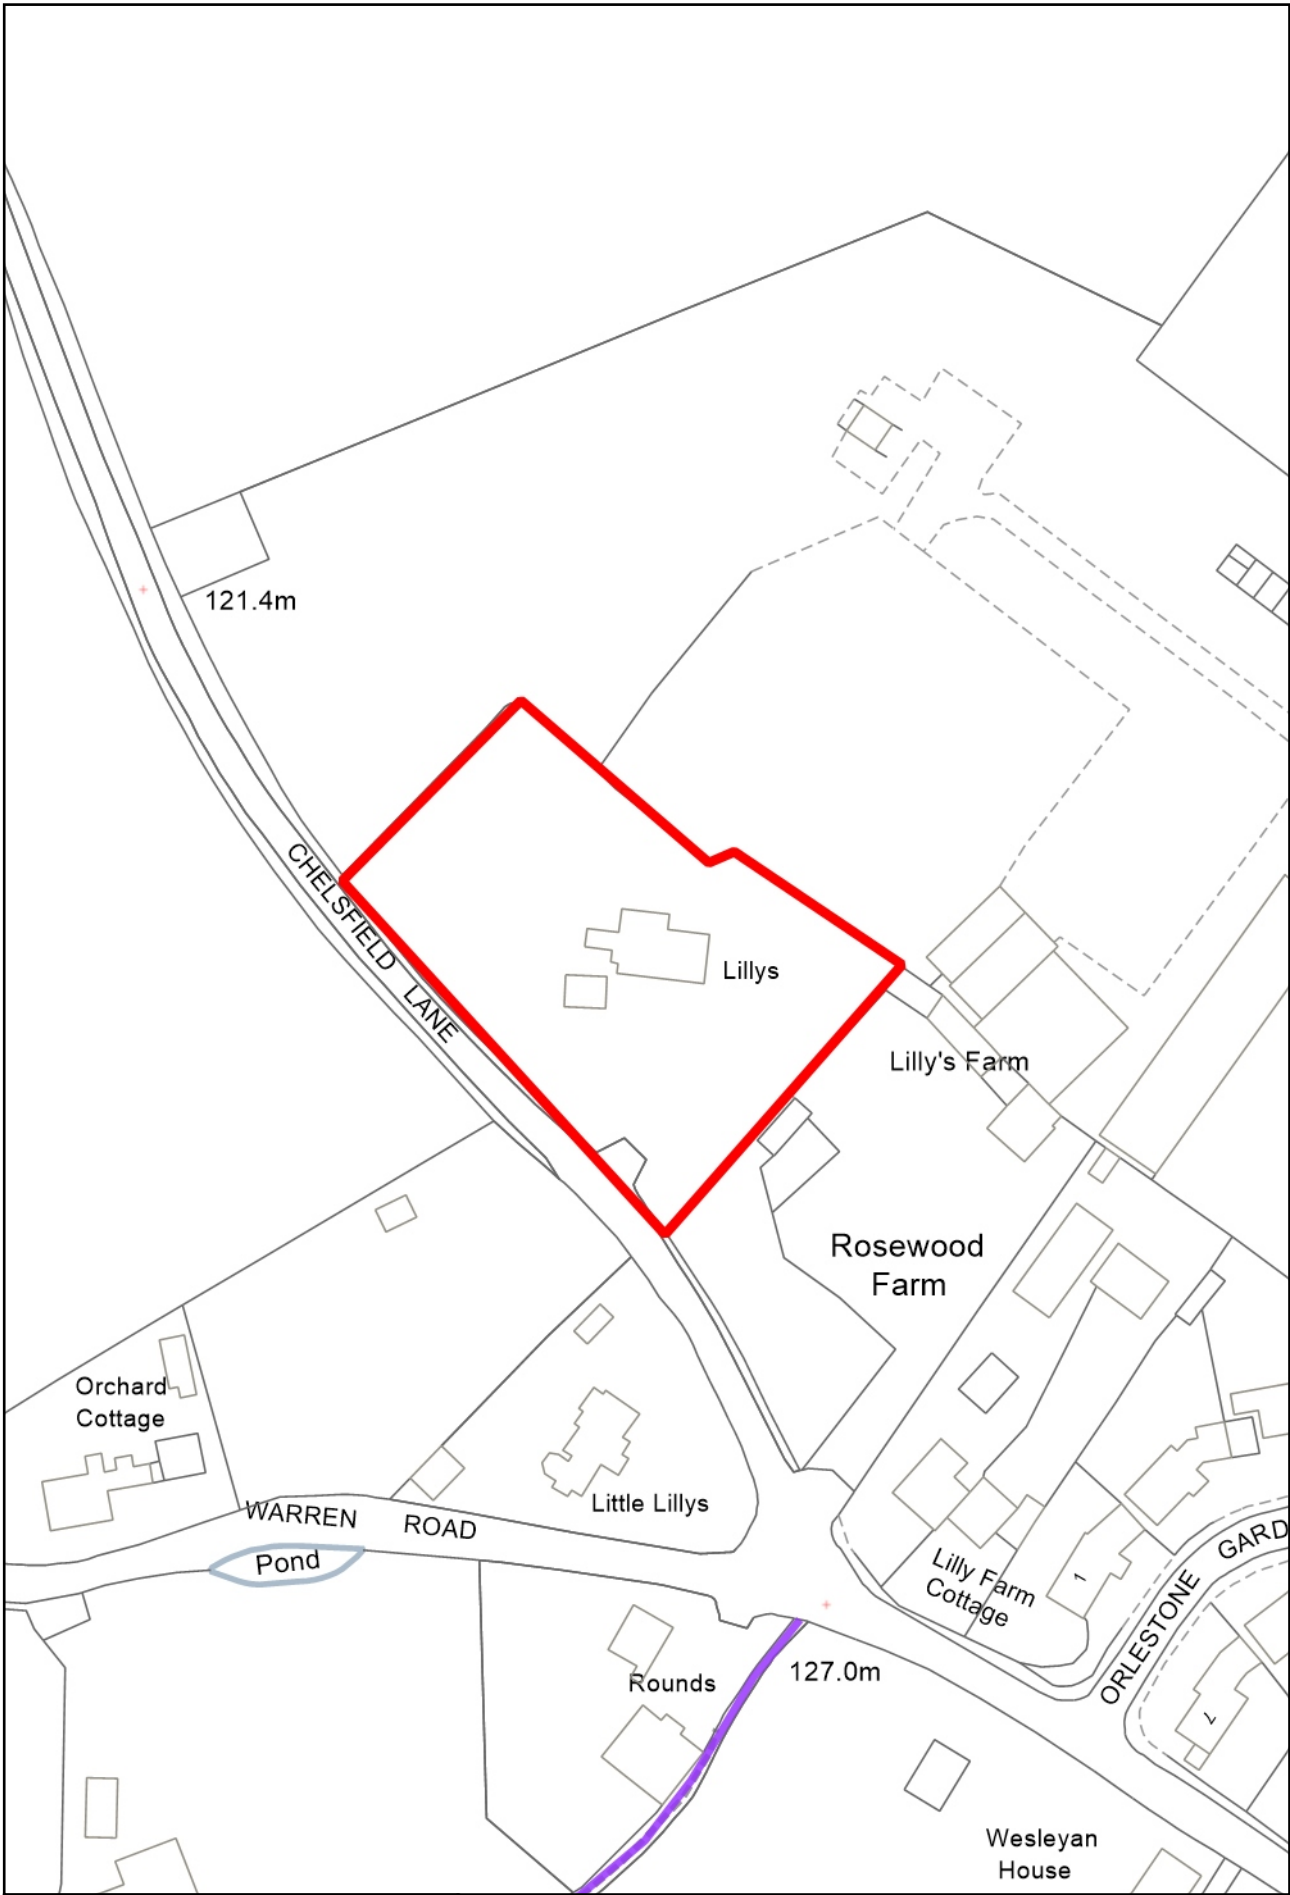 121.4m
CHELSFIELD LANE
Lillys
Lilly's Farm
Rosewood
Farm
Orchard
Cottage
Little Lillys
WARREN ROAD
Pond
Lilly Farm
Cottage
1
ORLESTONE GARD
Rounds
127.0m
7
Wesleyan
House